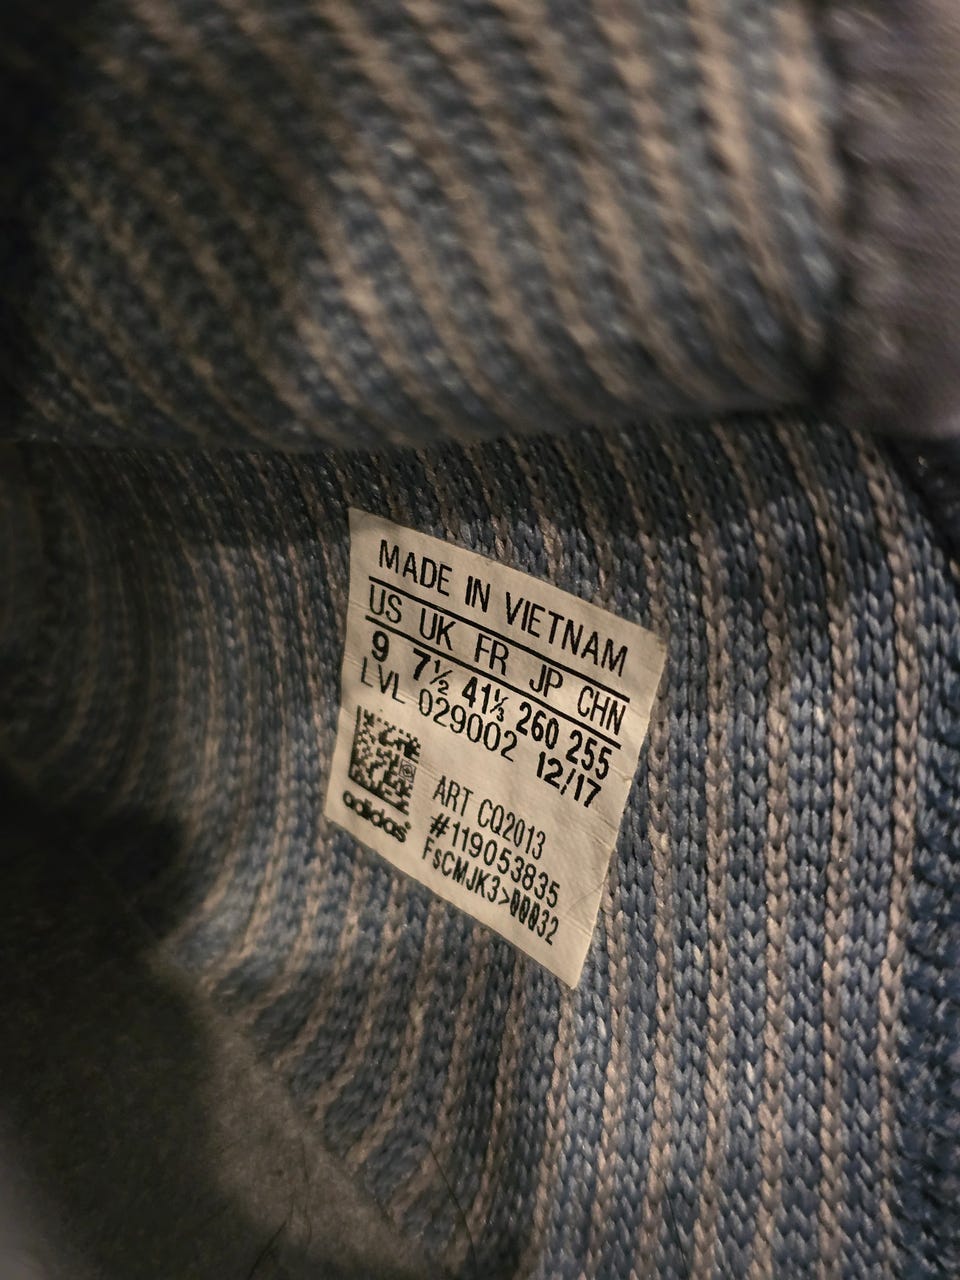 MADE IN VIETNAM
US UK FR JP CHN
9 7½ 41⅓ 260 255
LVL 029002 12/17
ART CQ2013
#119053835
FsCMJK3>00032
adidas